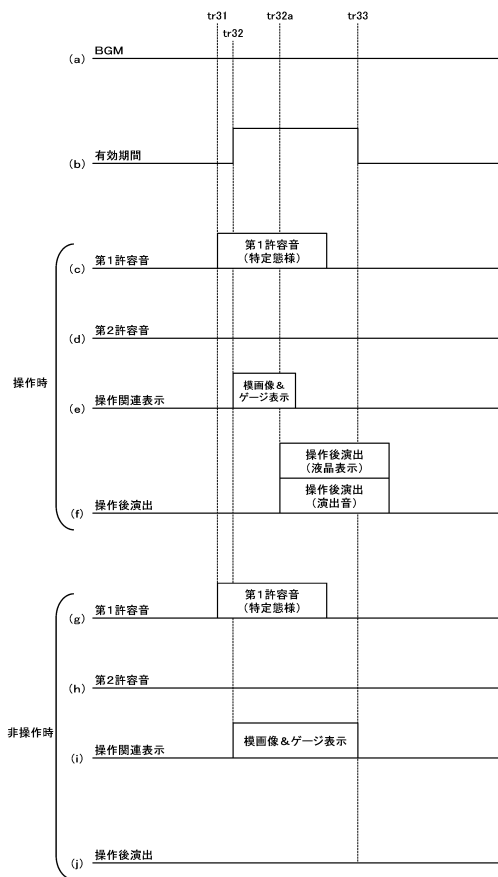 tr31 tr32a tr33
tr32
(a) BGM
(b) 有効期間
操作時
(c) 第1許容音
第1許容音
(特定態様)
(d) 第2許容音
(e) 操作関連表示
模画像&
ゲージ表示
(f) 操作後演出
操作後演出
(液晶表示)
操作後演出
(演出音)
非操作時
(g) 第1許容音
第1許容音
(特定態様)
(h) 第2許容音
(i) 操作関連表示
模画像&ゲージ表示
(j) 操作後演出